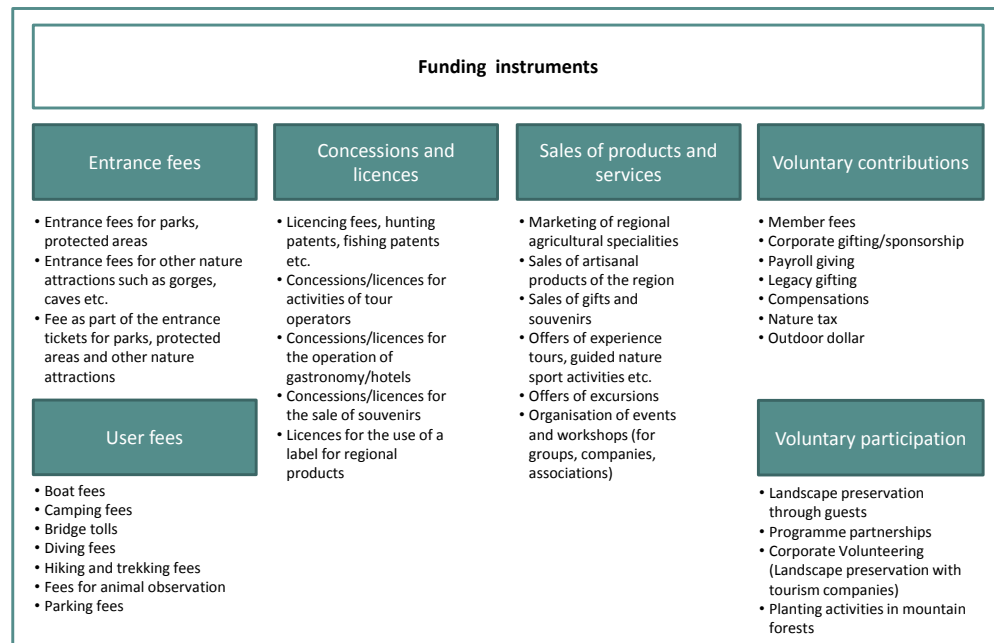 Funding instruments
Entrance fees
• Entrance fees for parks,
protected areas
• Entrance fees for other nature
attractions such as gorges,
caves etc.
• Fee as part of the entrance
tickets for parks, protected
areas and other nature
attractions
User fees
• Boat fees
• Camping fees
• Bridge tolls
• Diving fees
• Hiking and trekking fees
• Fees for animal observation
• Parking fees
Concessions and
licences
• Licencing fees, hunting
patents, fishing patents
etc.
• Concessions/licences for
activities of tour
operators
• Concessions/licences for
the operation of
gastronomy/hotels
• Concessions/licences for
the sale of souvenirs
• Licences for the use of a
label for regional
products
Sales of products and
services
• Marketing of regional
agricultural specialities
• Sales of artisanal
products of the region
• Sales of gifts and
souvenirs
• Offers of experience
tours, guided nature
sport activities etc.
• Offers of excursions
• Organisation of events
and workshops (for
groups, companies,
associations)
Voluntary contributions
• Member fees
• Corporate gifting/sponsorship
• Payroll giving
• Legacy gifting
• Compensations
• Nature tax
• Outdoor dollar
Voluntary participation
• Landscape preservation
through guests
• Programme partnerships
• Corporate Volunteering
(Landscape preservation with
tourism companies)
• Planting activities in mountain
forests